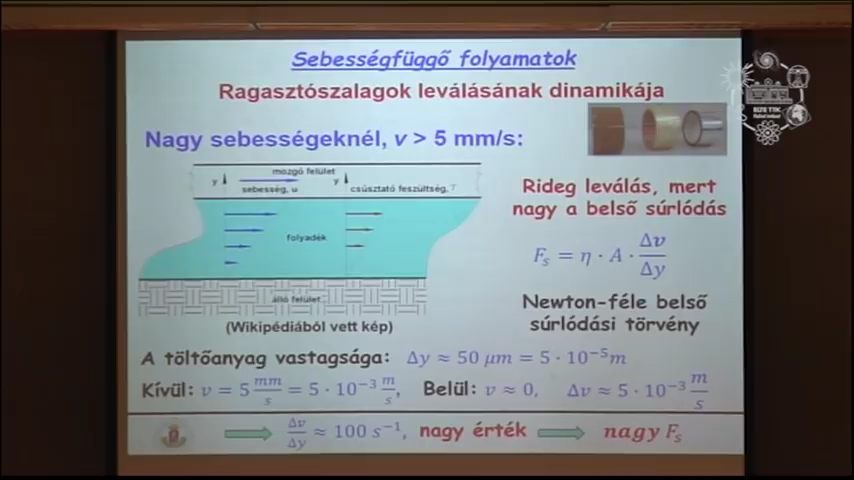 Sebességfüggő folyamatok
Ragasztószalagok leválásának dinamikája
Nagy sebességeknél, v > 5 mm/s:
mozgó felület
y
sebesség, u
y
csúsztató feszültség, τ
folyadék
álló felület
(Wikipédiából vett kép)
Rideg leválás, mert
nagy a belső súrlódás
F_s = η · A · Δv/Δy
Newton-féle belső
súrlódási törvény
A töltőanyag vastagsága: Δy ≈ 50 μm = 5 · 10⁻⁵ m
Kívül: v = 5 mm/s = 5 · 10⁻³ m/s, Belül: v ≈ 0, Δv ≈ 5 · 10⁻³ m/s
Δv/Δy ≈ 100 s⁻¹, nagy érték nagy F_s
ELTE TTK